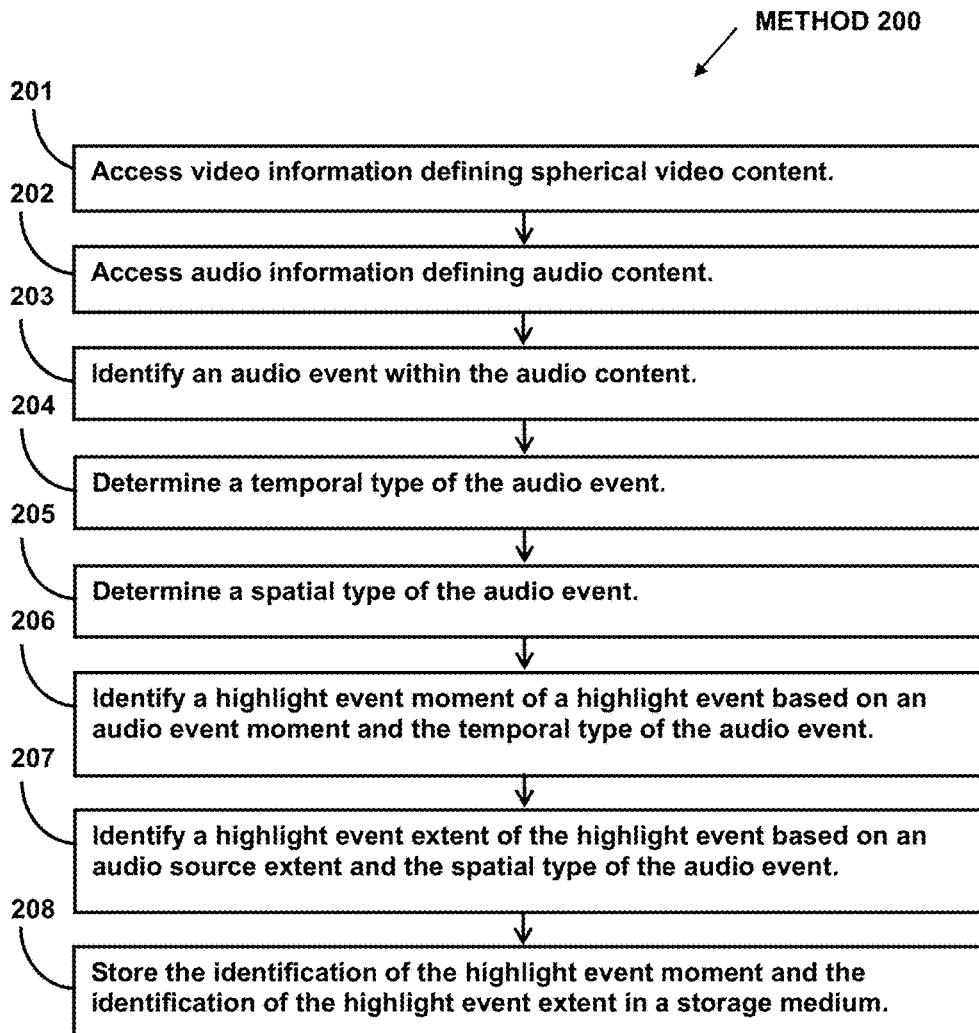 METHOD 200
201
Access video information defining spherical video content.
202
Access audio information defining audio content.
203
Identify an audio event within the audio content.
204
Determine a temporal type of the audio event.
205
Determine a spatial type of the audio event.
206
Identify a highlight event moment of a highlight event based on an
audio event moment and the temporal type of the audio event.
207
Identify a highlight event extent of the highlight event based on an
audio source extent and the spatial type of the audio event.
208
Store the identification of the highlight event moment and the
identification of the highlight event extent in a storage medium.